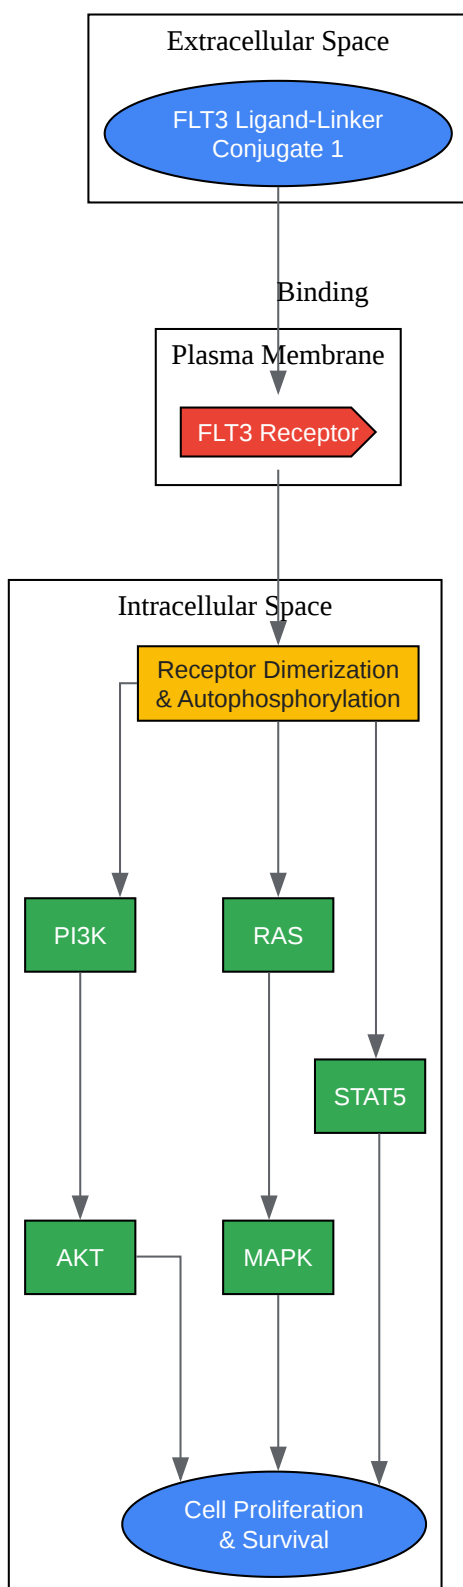 Extracellular Space
FLT3 Ligand-Linker
Conjugate 1
Binding
Plasma Membrane
FLT3 Receptor
Intracellular Space
Receptor Dimerization
& Autophosphorylation
PI3K
RAS
STAT5
AKT
MAPK
Cell Proliferation
& Survival